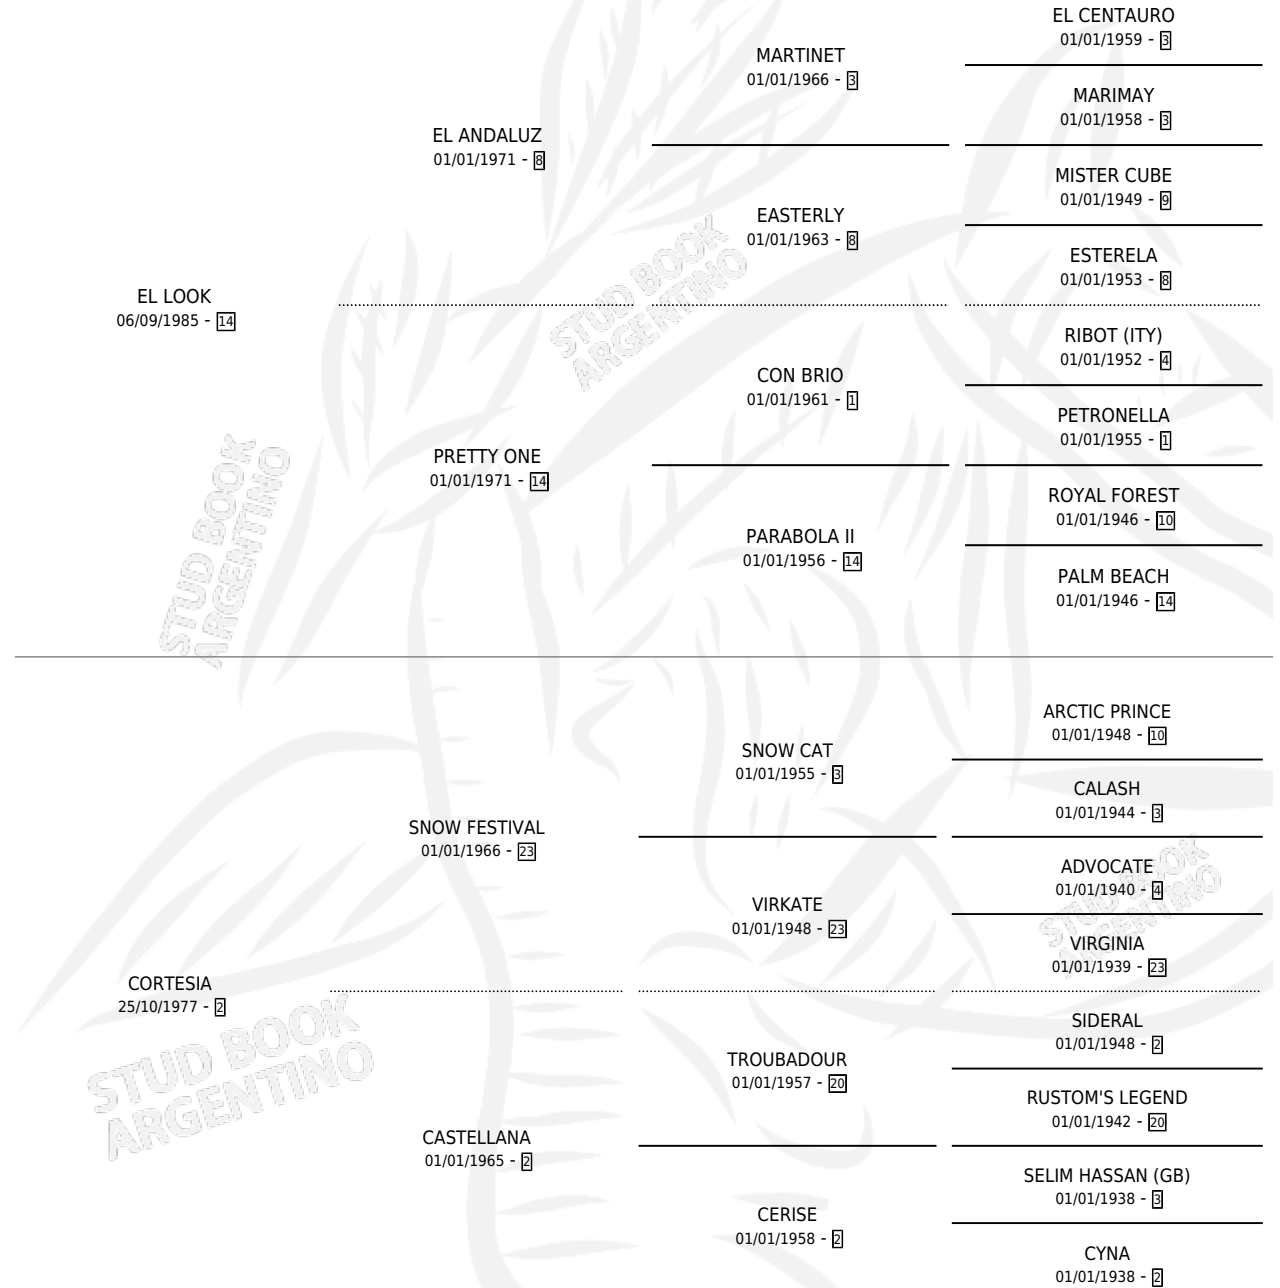 EL CENTAURO
01/01/1959 - 3
MARTINET
01/01/1966 - 3
MARIMAY
01/01/1958 - 3
EL ANDALUZ
01/01/1971 - 8
MISTER CUBE
01/01/1949 - 9
EASTERLY
01/01/1963 - 8
ESTERELA
01/01/1953 - 8
EL LOOK
06/09/1985 - 14
RIBOT (ITY)
01/01/1952 - 4
CON BRIO
01/01/1961 - 1
PETRONELLA
01/01/1955 - 1
PRETTY ONE
01/01/1971 - 14
ROYAL FOREST
01/01/1946 - 10
PARABOLA II
01/01/1956 - 14
PALM BEACH
01/01/1946 - 14
ARCTIC PRINCE
01/01/1948 - 10
SNOW CAT
01/01/1955 - 3
CALASH
01/01/1944 - 3
SNOW FESTIVAL
01/01/1966 - 23
ADVOCATE
01/01/1940 - 4
VIRKATE
01/01/1948 - 23
VIRGINIA
01/01/1939 - 23
CORTESIA
25/10/1977 - 2
SIDERAL
01/01/1948 - 2
TROUBADOUR
01/01/1957 - 20
RUSTOM'S LEGEND
01/01/1942 - 20
CASTELLANA
01/01/1965 - 2
SELIM HASSAN (GB)
01/01/1938 - 3
CERISE
01/01/1958 - 2
CYNA
01/01/1938 - 2
STUD BOOK
ARGENTINO
STUD BOOK
ARGENTINO
STUD BOOK
ARGENTINO
STUD BOOK
ARGENTINO